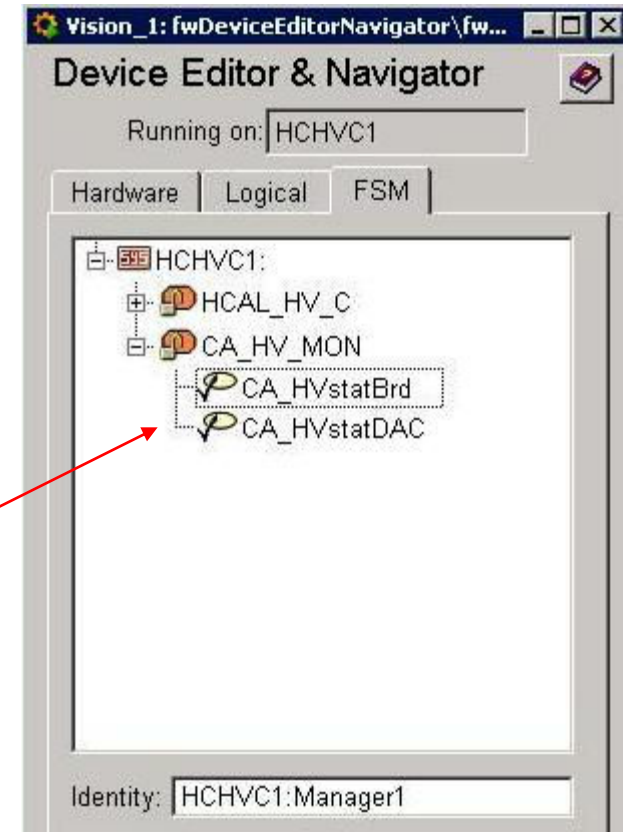 Vision_1: fwDeviceEditorNavigator\fw...
Device Editor & Navigator
Running on: HCHVC1
Hardware Logical FSM
HCHVC1:
HCAL_HV_C
CA_HV_MON
CA_HVstatBrd
CA_HVstatDAC
Identity: HCHVC1:Manager1